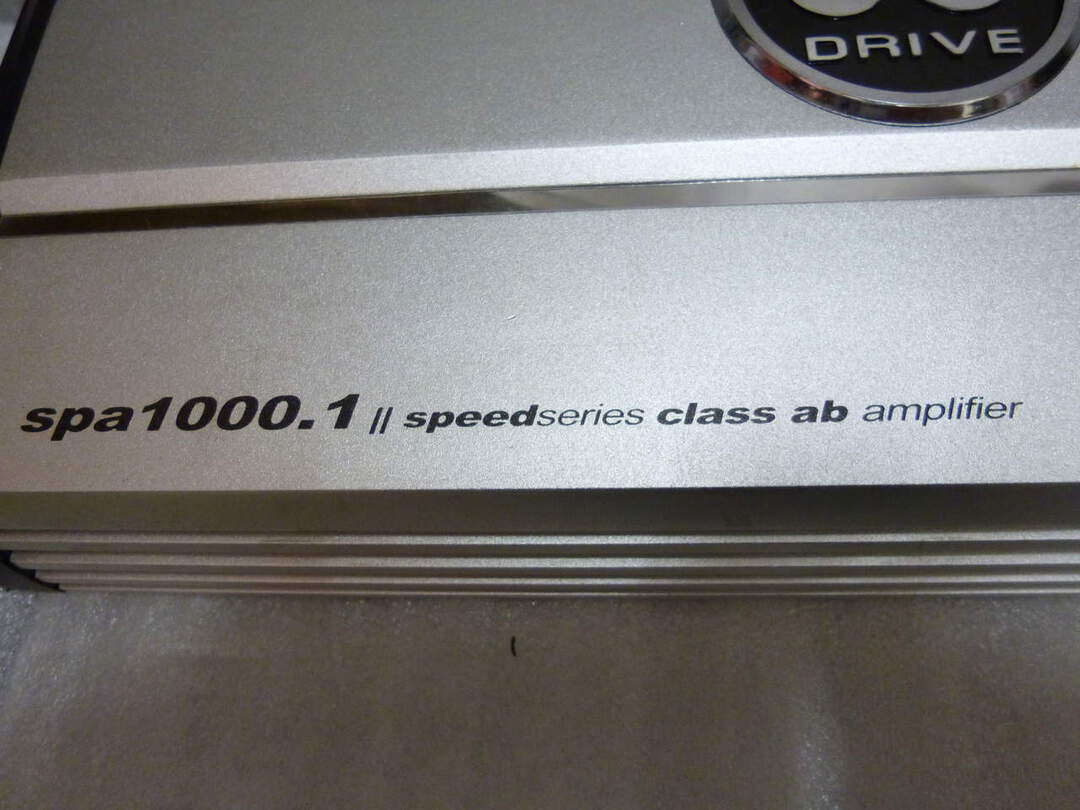 DRIVE
spa1000.1 // speedseries class ab amplifier